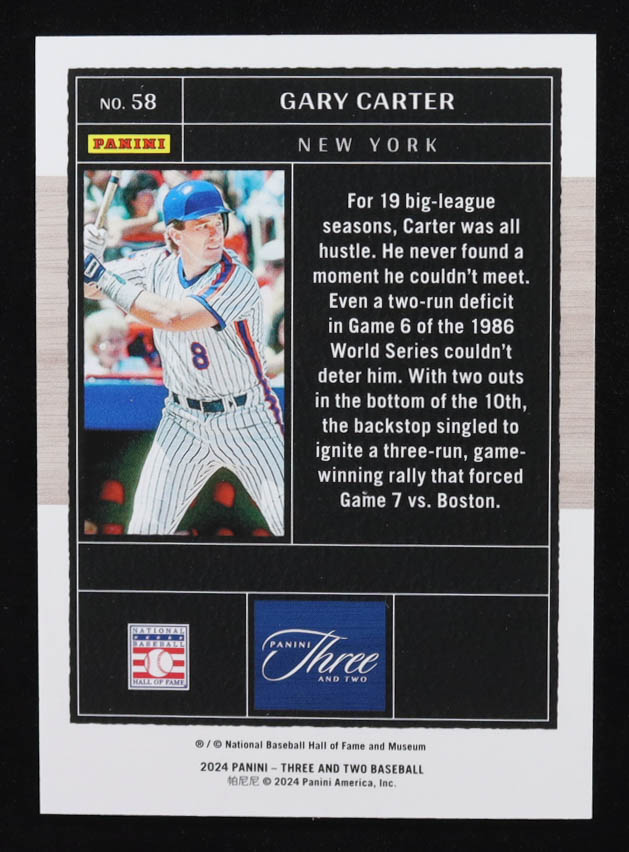 NO. 58
GARY CARTER
PANINI
NEW YORK
For 19 big-league
seasons, Carter was all
hustle. He never found a
moment he couldn't meet.
Even a two-run deficit
in Game 6 of the 1986
World Series couldn't
deter him. With two outs
in the bottom of the 10th,
the backstop singled to
ignite a three-run, game-
winning rally that forced
Game 7 vs. Boston.
8
NATIONAL
BASEBALL
HALL OF FAME
PANINI
Three
AND TWO
® / © National Baseball Hall of Fame and Museum
2024 PANINI – THREE AND TWO BASEBALL
帕尼尼 © 2024 Panini America, Inc.